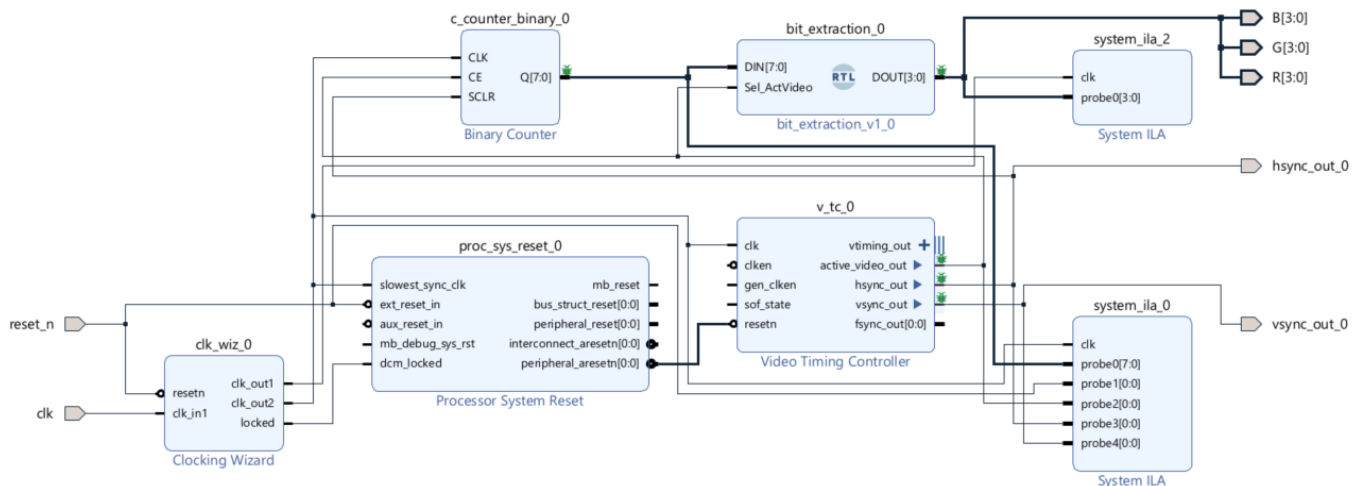 c_counter_binary_0
CLK
CE
SCLR
Q[7:0]
Binary Counter
bit_extraction_0
DIN[7:0]
Sel_ActVideo
RTL
DOUT[3:0]
bit_extraction_v1_0
system_ila_2
clk
probe0[3:0]
System ILA
B[3:0]
G[3:0]
R[3:0]
hsync_out_0
vsync_out_0
reset_n
clk
clk_wiz_0
resetn
clk_in1
clk_out1
clk_out2
locked
Clocking Wizard
proc_sys_reset_0
slowest_sync_clk
ext_reset_in
aux_reset_in
mb_debug_sys_rst
dcm_locked
mb_reset
bus_struct_reset[0:0]
peripheral_reset[0:0]
interconnect_aresetn[0:0]
peripheral_aresetn[0:0]
Processor System Reset
v_tc_0
clk
clken
gen_clken
sof_state
resetn
vtiming_out
active_video_out
hsync_out
vsync_out
fsync_out[0:0]
Video Timing Controller
system_ila_0
clk
probe0[7:0]
probe1[0:0]
probe2[0:0]
probe3[0:0]
probe4[0:0]
System ILA